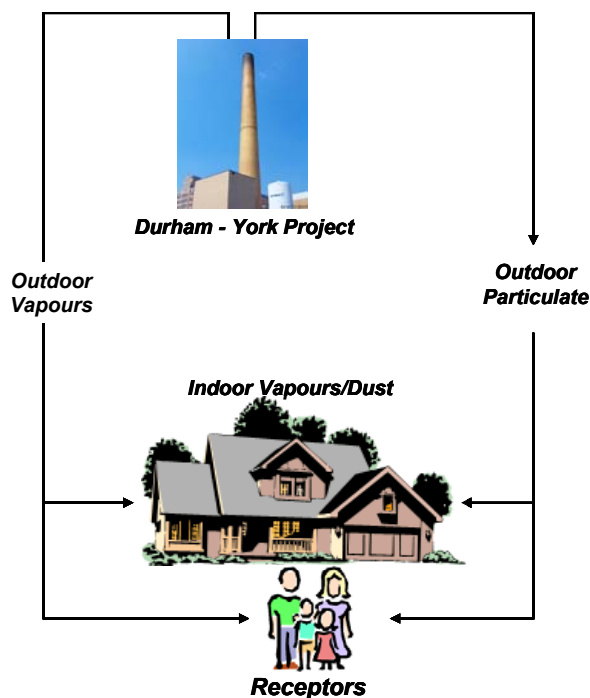 Durham - York Project
Outdoor
Vapours
Outdoor
Particulate
Indoor Vapours/Dust
Receptors